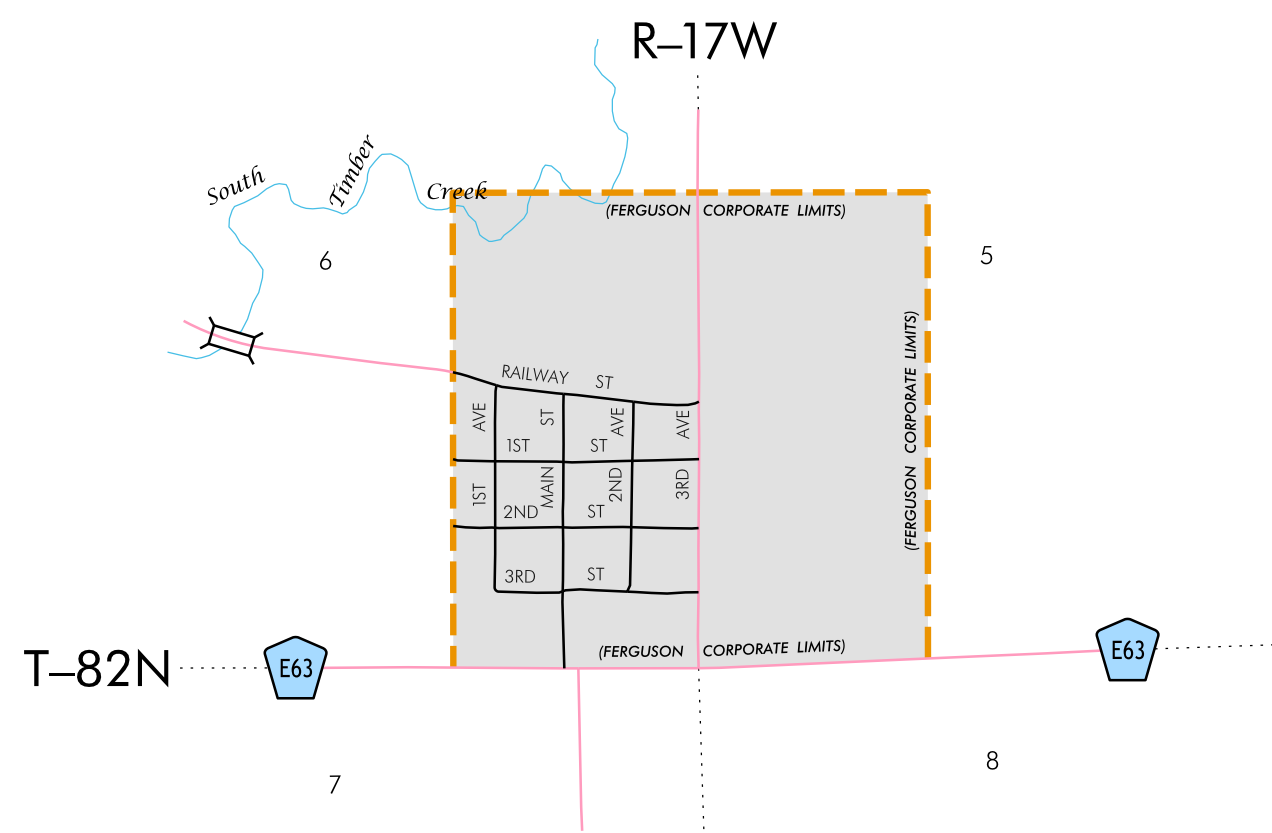 R–17W
South Timber Creek
(FERGUSON CORPORATE LIMITS)
6
5
(FERGUSON CORPORATE LIMITS)
RAILWAY ST
1ST AVE
MAIN ST
2ND AVE
3RD AVE
1ST ST
2ND ST
3RD ST
(FERGUSON CORPORATE LIMITS)
T–82N
E63
E63
7
8